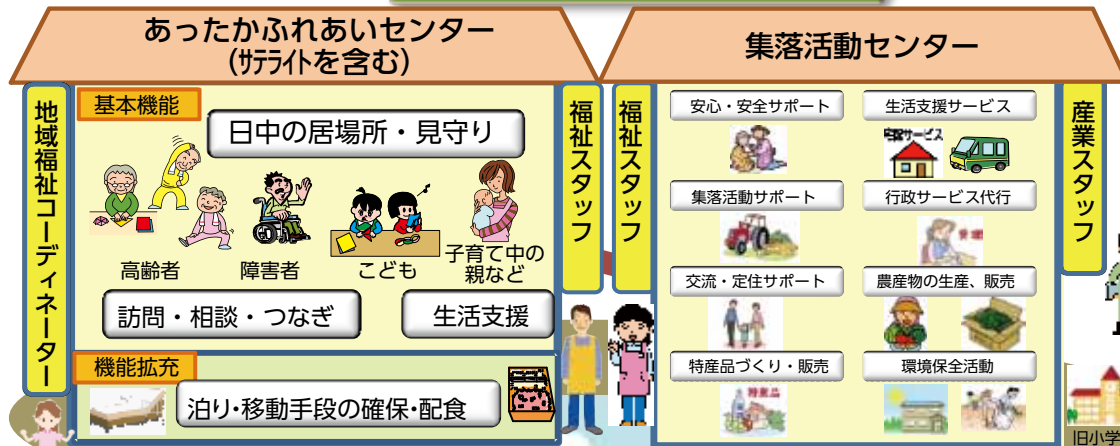 あったかふれあいセンター
(サテライトを含む)
集落活動センター
地域福祉コーディネーター
基本機能
日中の居場所・見守り
高齢者
障害者
こども
子育て中の
親など
訪問・相談・つなぎ
生活支援
機能拡充
泊り・移動手段の確保・配食
福祉スタッフ
福祉スタッフ
安心・安全サポート
生活支援サービス
宅配サービス
集落活動サポート
行政サービス代行
交流・定住サポート
農産物の生産、販売
特産品づくり・販売
環境保全活動
特産品
産業スタッフ
旧小学